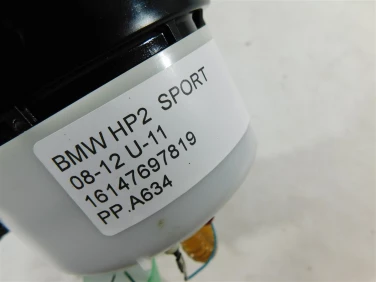 BMW HP2 SPORT
08-12 U-11
16147697819
PP.A634